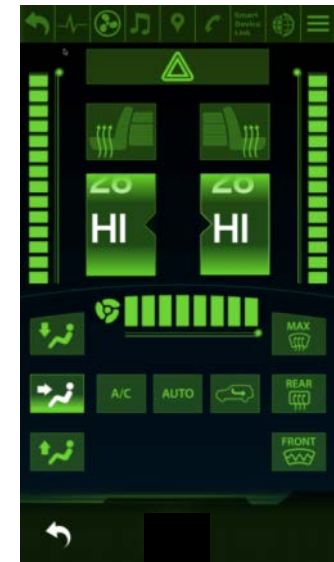 Smart
Device
Link
HI
HI
MAX
A/C
AUTO
REAR
FRONT